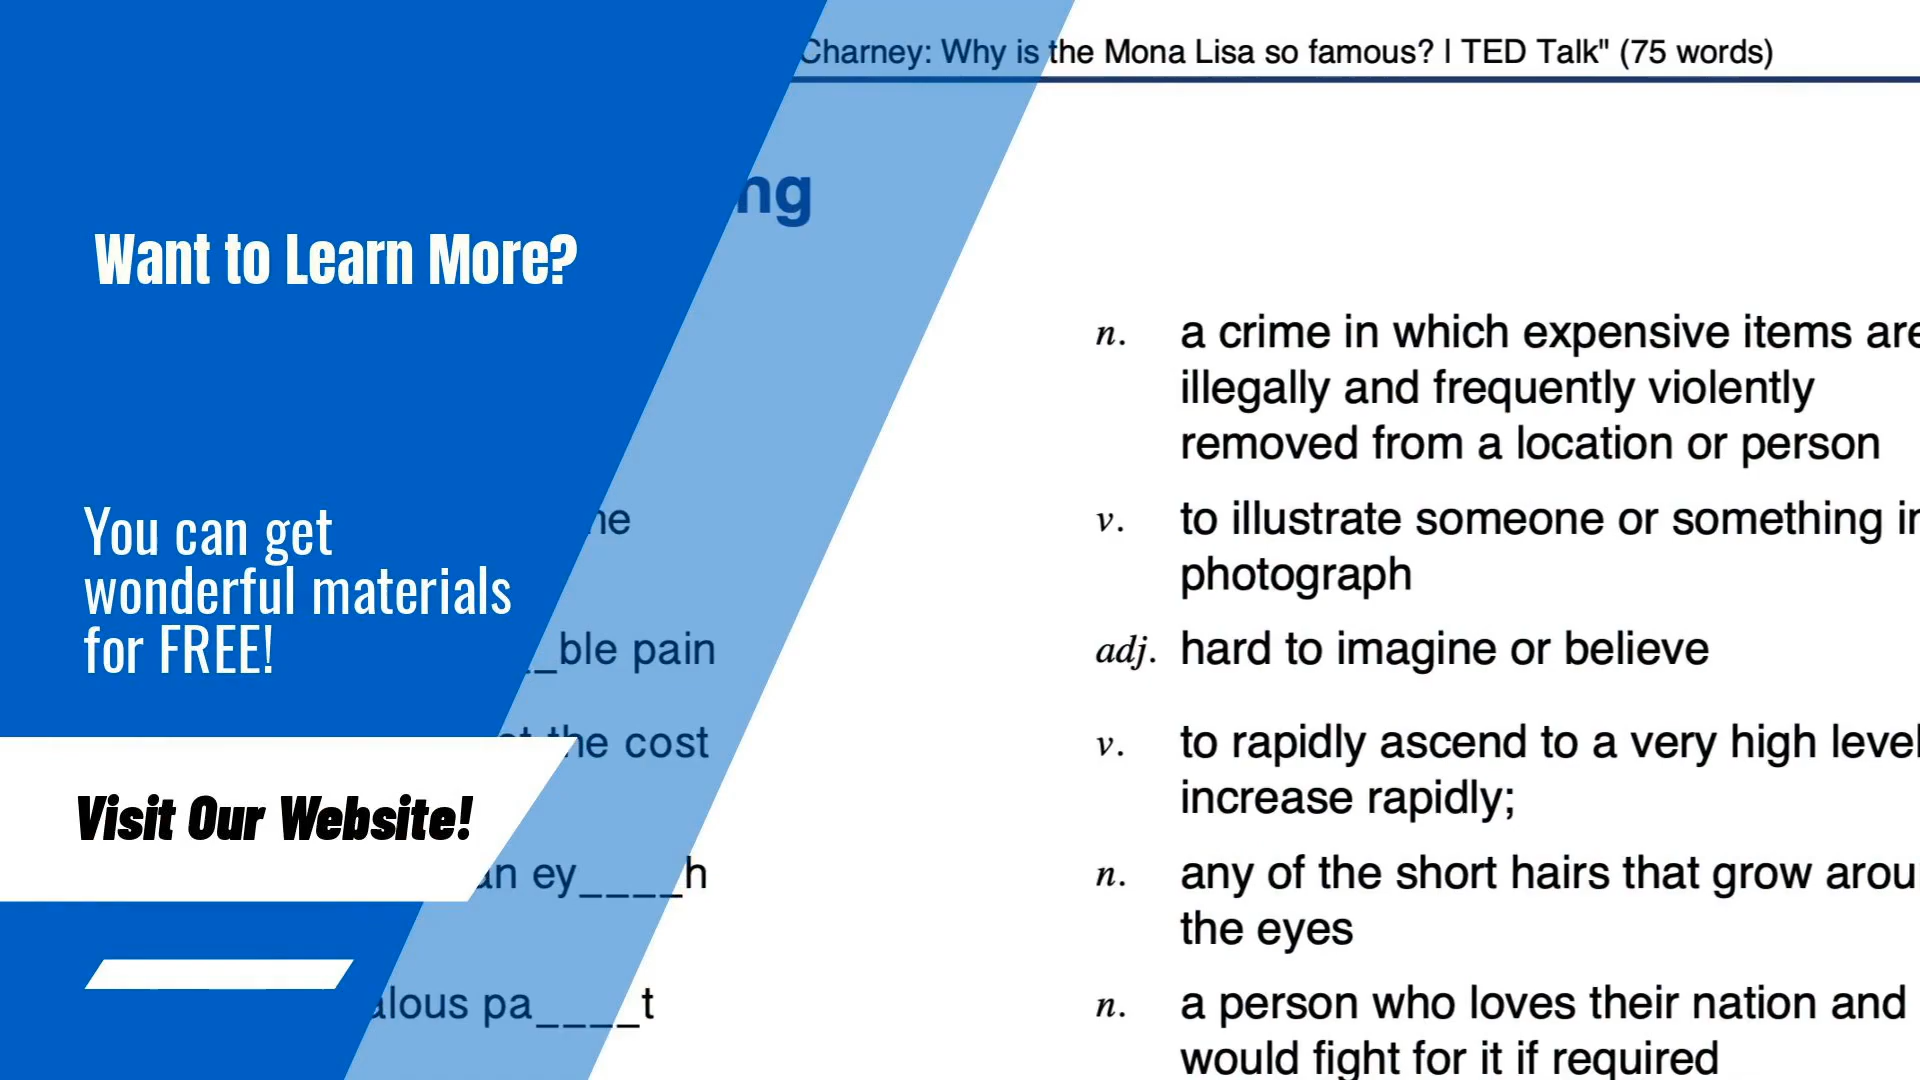 Charney: Why is the Mona Lisa so famous? | TED Talk" (75 words)
ng
Want to Learn More?
You can get
wonderful materials
for FREE!
Visit Our Website!
ne
_ble pain
the cost
an ey____h
alous pa____t
n. a crime in which expensive items are
illegally and frequently violently
removed from a location or person
v. to illustrate someone or something in
photograph
adj. hard to imagine or believe
v. to rapidly ascend to a very high level
increase rapidly;
n. any of the short hairs that grow arou
the eyes
n. a person who loves their nation and
would fight for it if required